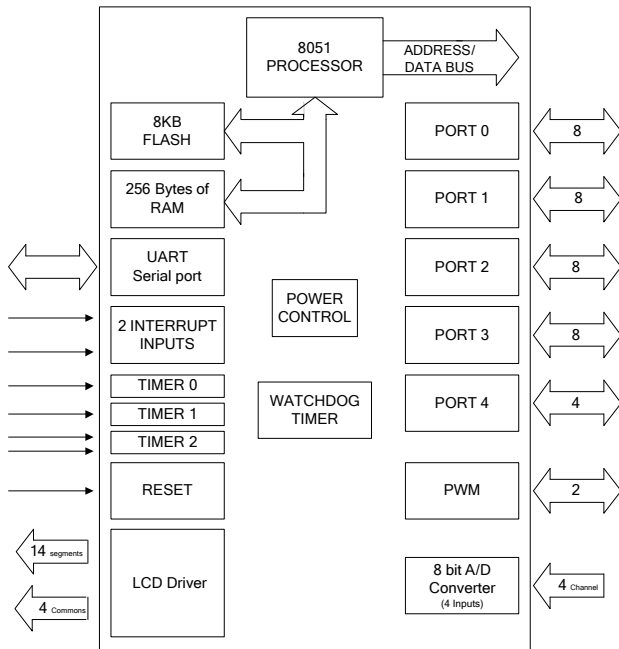 8051
PROCESSOR
ADDRESS/
DATA BUS
8KB
FLASH
PORT 0
8
256 Bytes of
RAM
PORT 1
8
UART
Serial port
PORT 2
8
POWER
CONTROL
2 INTERRUPT
INPUTS
PORT 3
8
TIMER 0
TIMER 1
TIMER 2
WATCHDOG
TIMER
PORT 4
4
RESET
PWM
2
14 segments
4 Commons
LCD Driver
8 bit A/D
Converter
(4 Inputs)
4 Channel